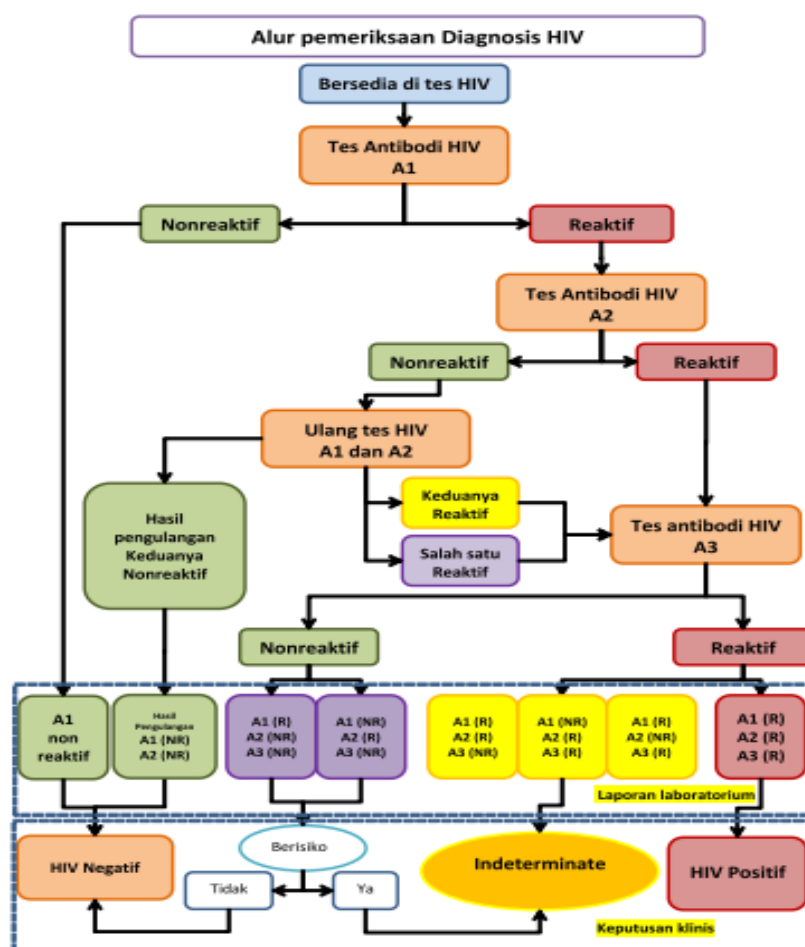 Alur pemeriksaan Diagnosis HIV
Bersedia di tes HIV
Tes Antibodi HIV
A1
Nonreaktif
Reaktif
Tes Antibodi HIV
A2
Nonreaktif
Reaktif
Ulang tes HIV
A1 dan A2
Hasil
pengulangan
Keduanya
Nonreaktif
Keduanya
Reaktif
Salah satu
Reaktif
Tes antibodi HIV
A3
Nonreaktif
Reaktif
A1
non
reaktif
Hasil
Pengulangan
A1 (NR)
A2 (NR)
A1 (R)
A2 (NR)
A3 (NR)
A1 (NR)
A2 (R)
A3 (NR)
A1 (R)
A2 (R)
A3 (NR)
A1 (NR)
A2 (R)
A3 (R)
A1 (R)
A2 (NR)
A3 (R)
A1 (R)
A2 (R)
A3 (R)
Laporan laboratorium
HIV Negatif
Berisiko
Tidak
Ya
Indeterminate
HIV Positif
Keputusan klinis